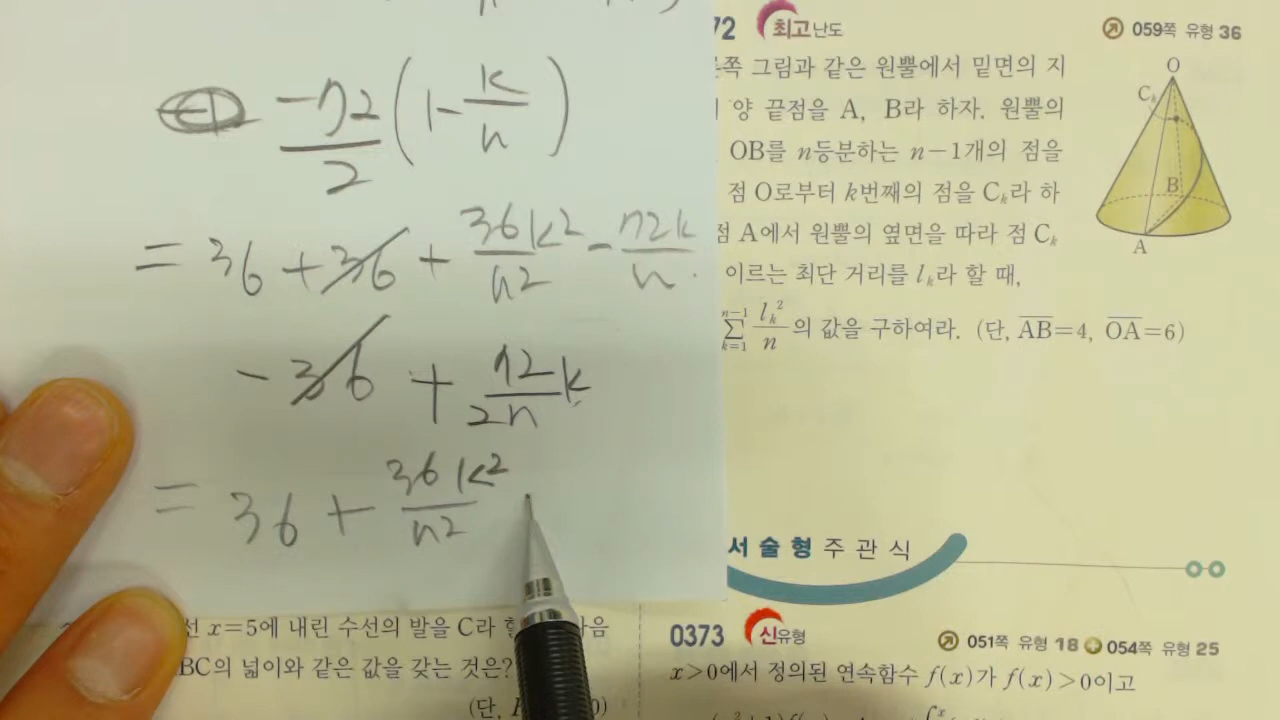 -72/2 (1 - k/n)
= 36 + 36 + 36k²/n² - 72k/n
- 36 + 72/2n k
= 36 + 36k²/n²
72 최고난도
059쪽 유형 36
쪽 그림과 같은 원뿔에서 밑면의 지
양 끝점을 A, B라 하자. 원뿔의
OB를 n등분하는 n-1개의 점을
점 O로부터 k번째의 점을 Cₖ라 하
점 A에서 원뿔의 옆면을 따라 점 Cₖ
이르는 최단 거리를 lₖ라 할 때,
n-1 Σ k=1 lₖ²/n 의 값을 구하여라. (단, AB=4, OA=6)
O
Cₖ
B
A
서술형 주관식
선 x=5에 내린 수선의 발을 C라
BC의 넓이와 같은 값을 갖는 것은?
(단,
0373 신유형
051쪽 유형 18 054쪽 유형 25
x>0에서 정의된 연속함수 f(x)가 f(x)>0이고